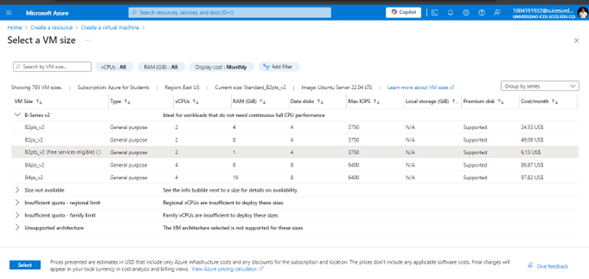 Microsoft Azure
Search resources, services, and docs (G+/)
Copilot
UNIVERSIDAD ICESI (ICESI.EDU.CO)
Home > Create a resource > Create a virtual machine >
Select a VM size
Search by VM size...
vCPUs : All
RAM (GiB) : All
Display cost : Monthly
Add Filter
Showing 785 VM sizes. | Subscription: Azure for Students | Region: East US | Current size: Standard_B2pts_v2 | Image: Ubuntu Server 22.04 LTS | Learn more about VM sizes
Group by series
VM Size Type vCPUs RAM (GiB) Data disks Max IOPS Local storage (GiB) Premium disk Cost/month
B-Series v2 Ideal for workloads that do not need continuous full CPU performance
B2pls_v2 General purpose 2 4 4 3750 N/A Supported 24,53 US$
B2ps_v2 General purpose 2 8 4 3750 N/A Supported 49,06 US$
B2pts_v2 (free services eligible) General purpose 2 1 4 3750 N/A Supported 6,13 US$
B4pls_v2 General purpose 4 8 8 6400 N/A Supported 86,87 US$
B4ps_v2 General purpose 4 16 8 6400 N/A Supported 97,82 US$
Size not available See the info bubble next to a size for details on availability
Insufficient quota - regional limit Regional vCPUs are insufficient to deploy these sizes
Insufficient quota - family limit Family vCPUs are insufficient to deploy these sizes
Unsupported architecture The VM architecture selected is not supported for these sizes
Select
Prices presented are estimates in USD that include only Azure infrastructure costs and any discounts for the subscription and location. The prices don't include any applicable software costs. Final charges will
appear in your local currency in cost analysis and billing views. View Azure pricing calculator.
Give feedback